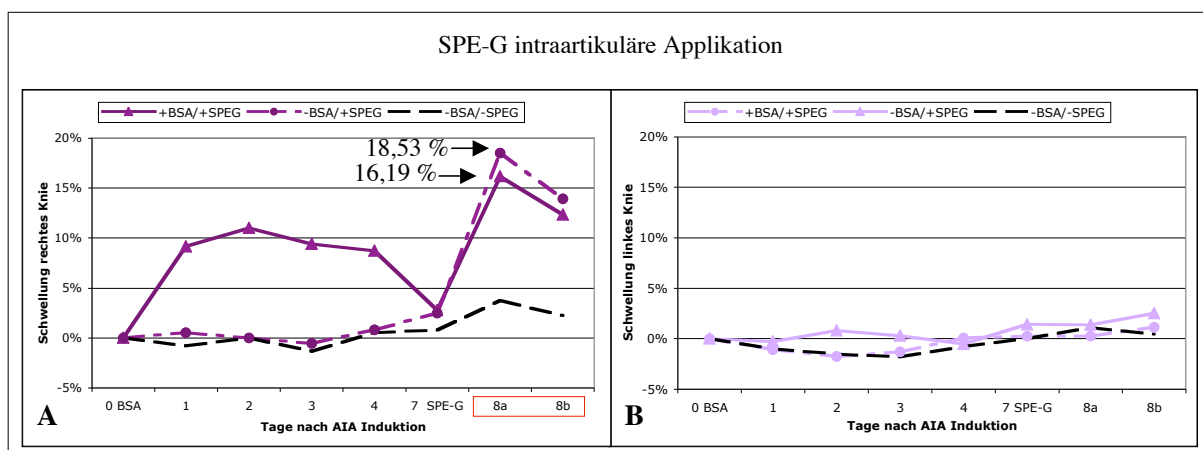 SPE-G intraartikuläre Applikation
+BSA/+SPEG -BSA/+SPEG -BSA/-SPEG
20%
15%
10%
5%
0%
-5%
Schwellung rechtes Knie
18,53 %
16,19 %
0 BSA 1 2 3 4 7 SPE-G 8a 8b
Tage nach AIA Induktion
A
+BSA/+SPEG -BSA/+SPEG -BSA/-SPEG
20%
15%
10%
5%
0%
-5%
Schwellung linkes Knie
0 BSA 1 2 3 4 7 SPE-G 8a 8b
Tage nach AIA Induktion
B